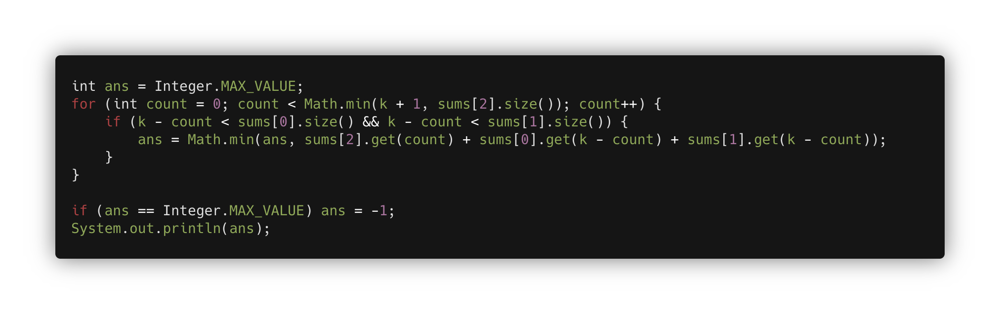 int ans = Integer.MAX_VALUE;
for (int count = 0; count < Math.min(k + 1, sums[2].size()); count++) {
    if (k - count < sums[0].size() && k - count < sums[1].size()) {
        ans = Math.min(ans, sums[2].get(count) + sums[0].get(k - count) + sums[1].get(k - count));
    }
}

if (ans == Integer.MAX_VALUE) ans = -1;
System.out.println(ans);